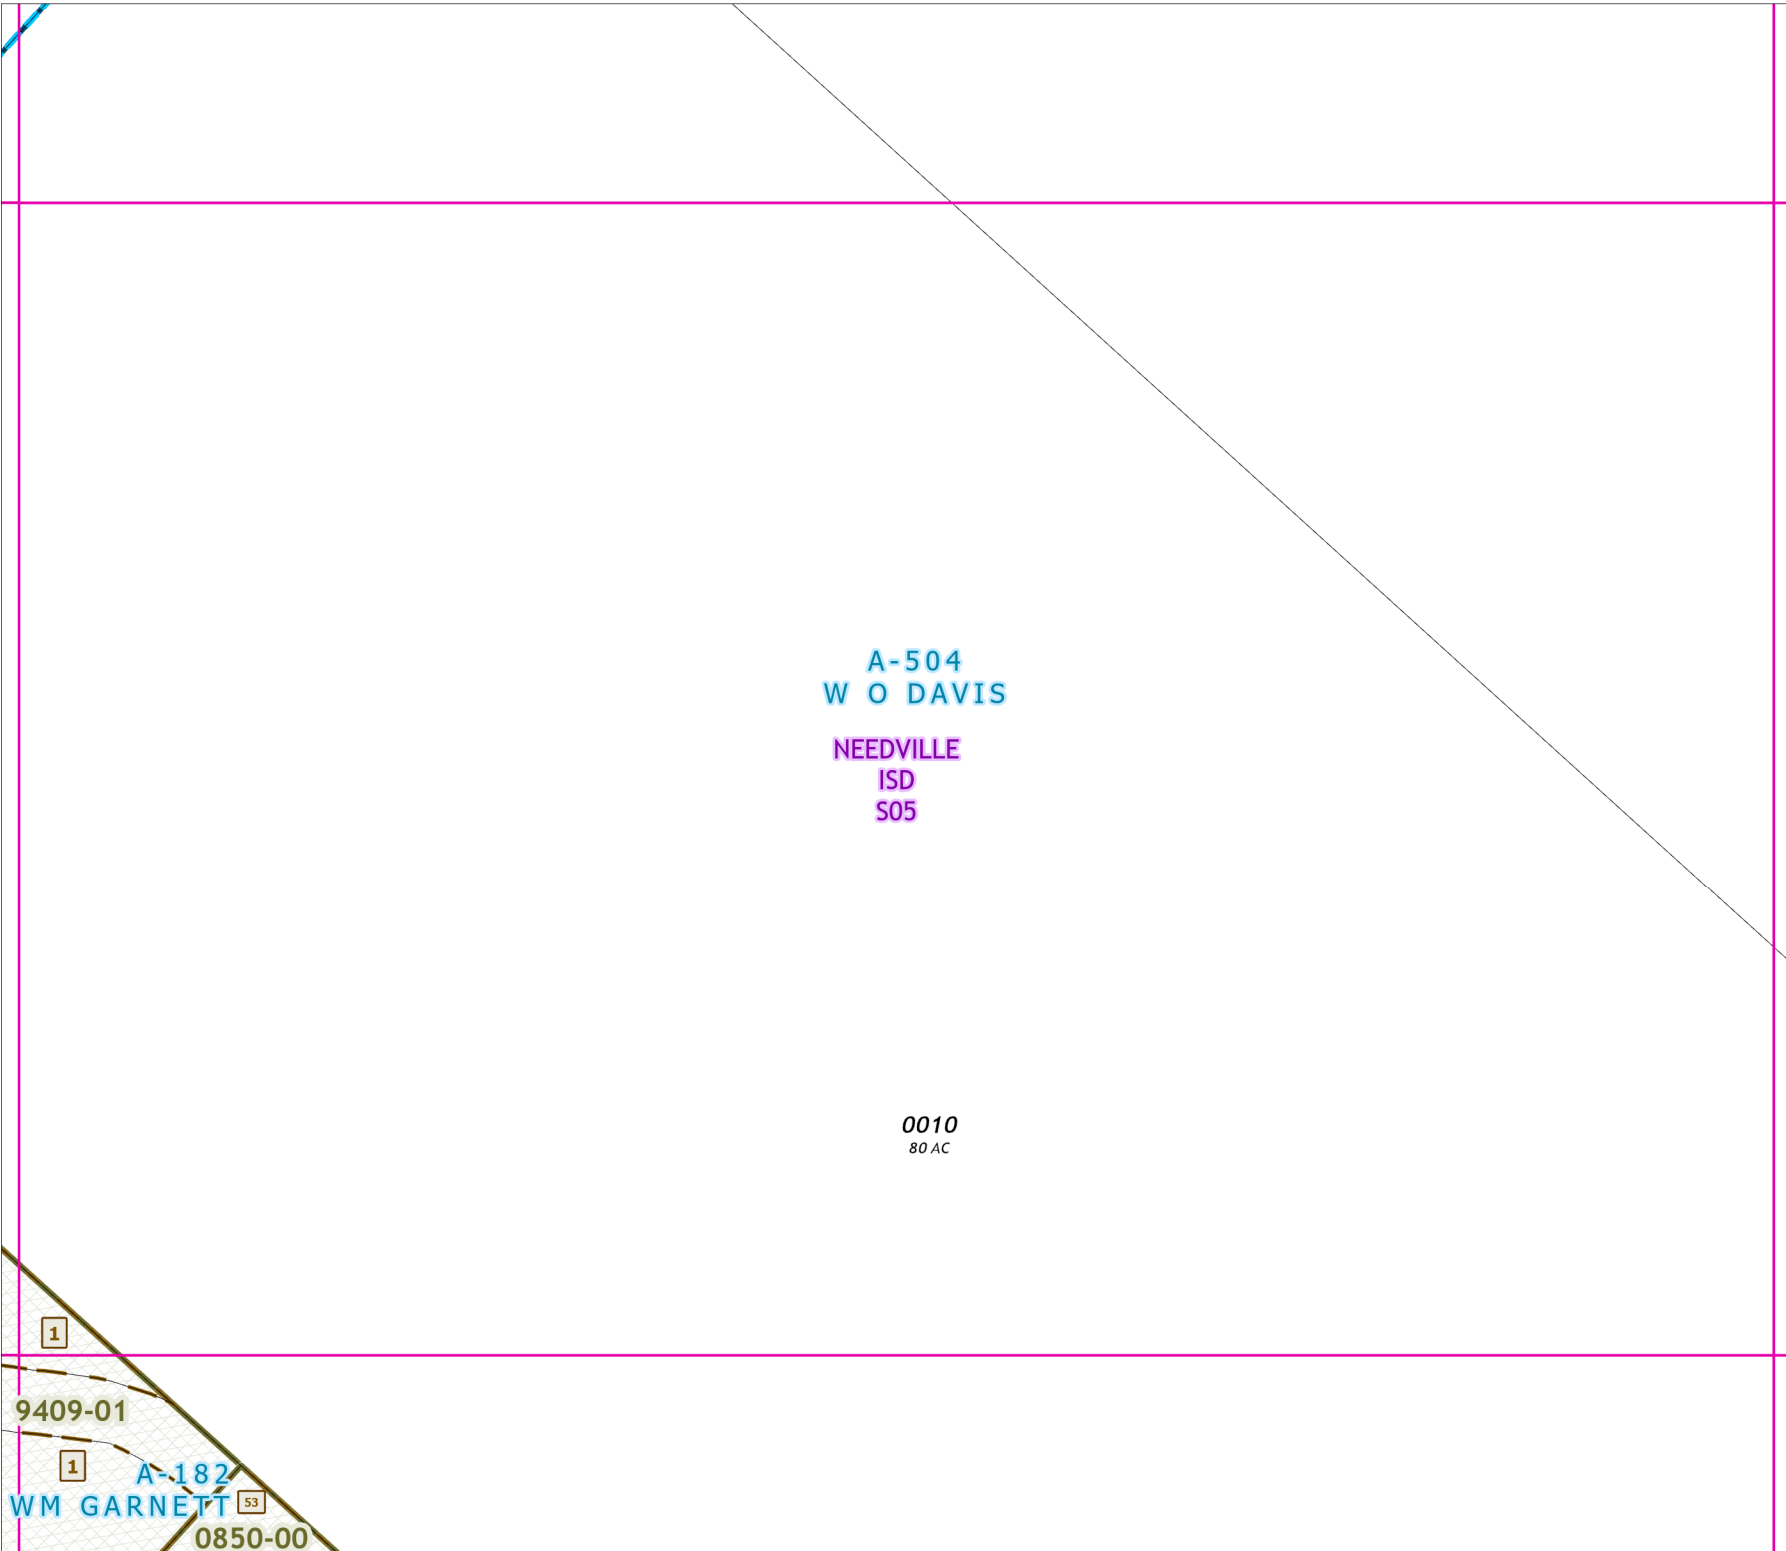 A-504
W O DAVIS
NEEDVILLE
ISD
S05
0010
80 AC
1
9409-01
1
A-182
WM GARNETT
53
0850-00